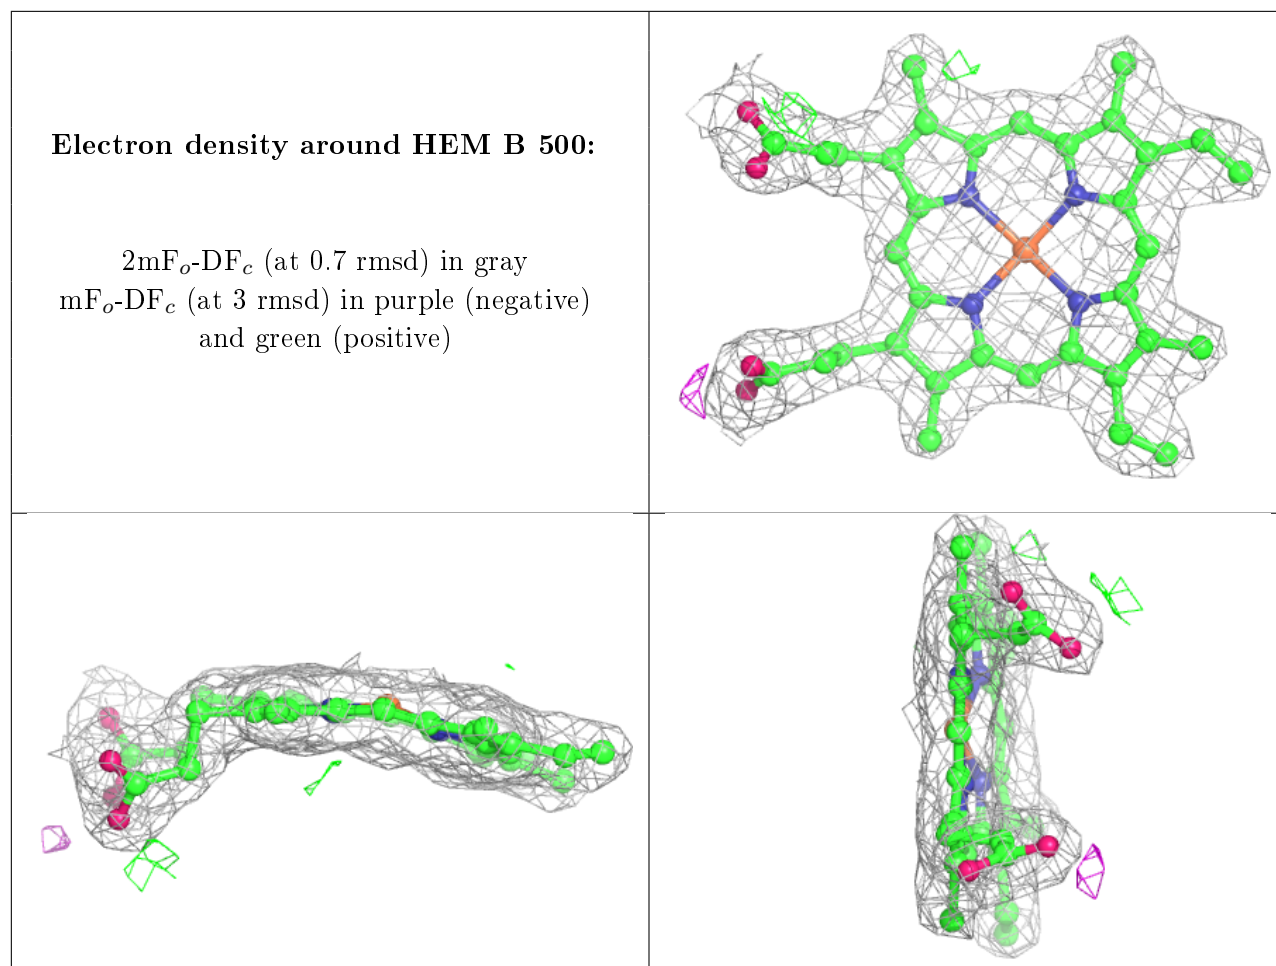 Electron density around HEM B 500:
2mFo-DFc (at 0.7 rmsd) in gray
mFo-DFc (at 3 rmsd) in purple (negative)
and green (positive)